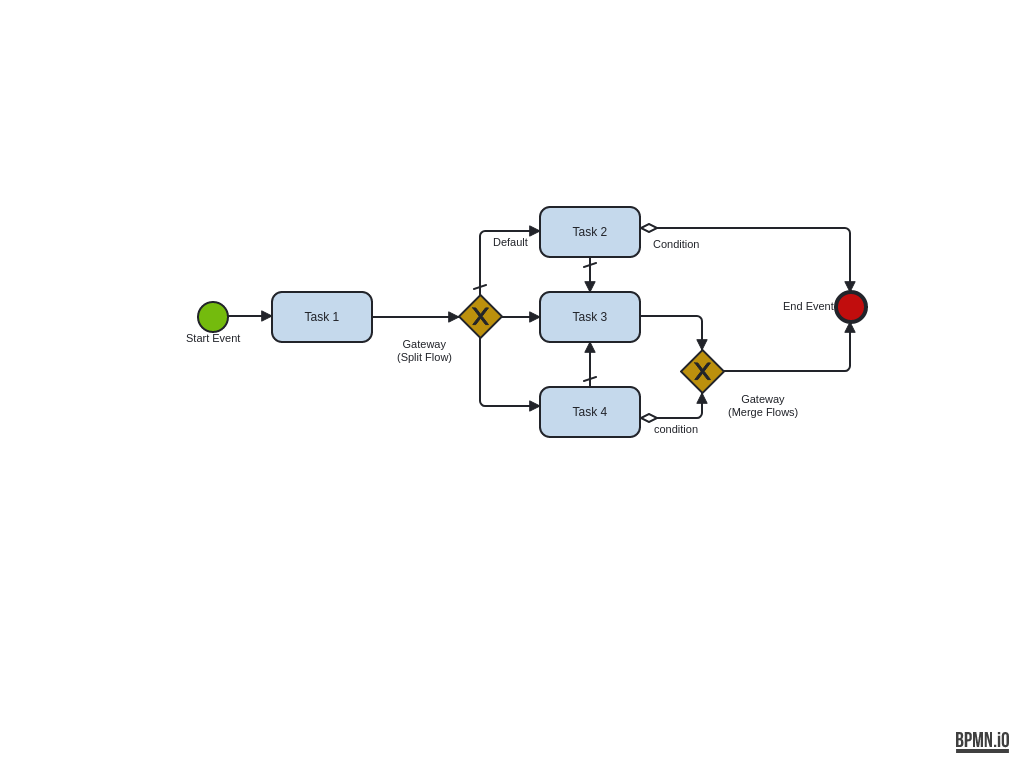 Task 2
Default
Condition
Start Event
Task 1
Gateway
(Split Flow)
Task 3
End Event
Task 4
condition
Gateway
(Merge Flows)
BPMN.iO